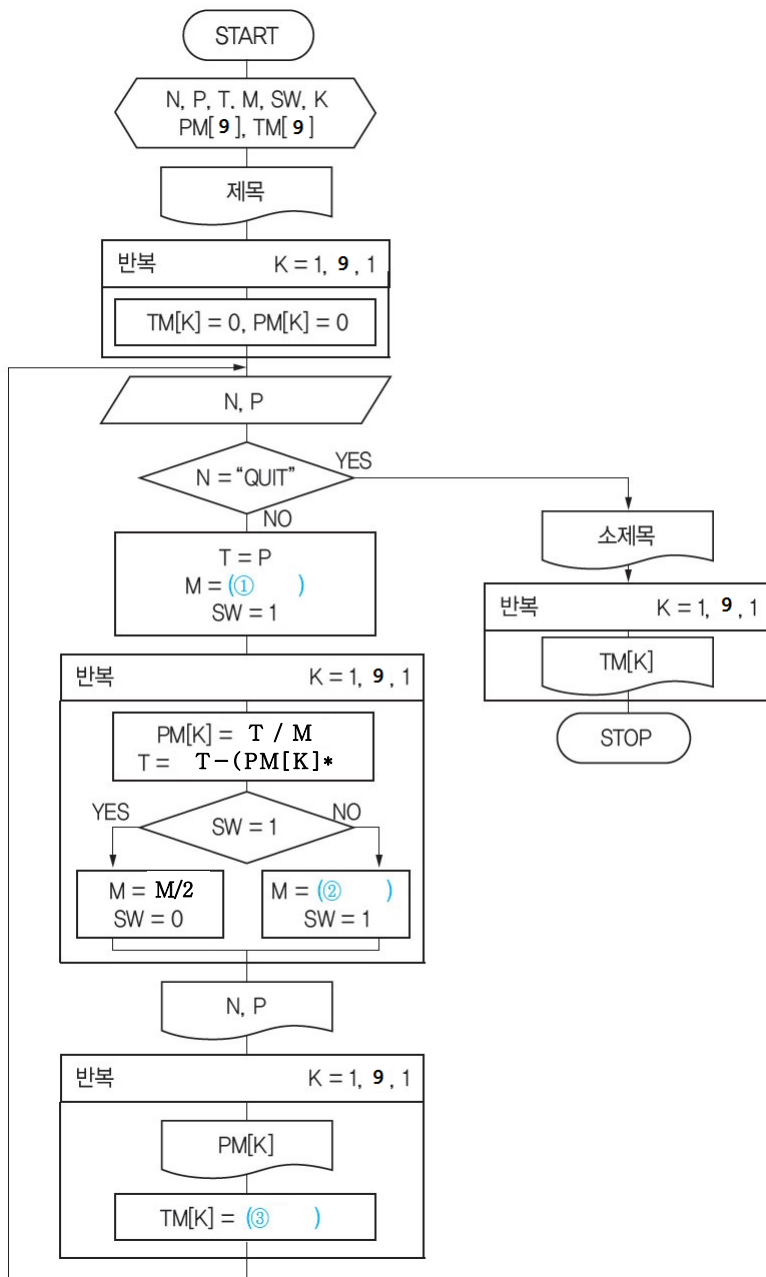 START
N, P, T, M, SW, K
PM[ 9 ], TM[ 9 ]
제목
반복 K = 1, 9 , 1
TM[K] = 0, PM[K] = 0
N, P
N = “QUIT”
YES
NO
T = P
M = (① )
SW = 1
반복 K = 1, 9 , 1
PM[K] = T / M
T = T-(PM[K]*
SW = 1
YES
NO
M = M/2
SW = 0
M = (② )
SW = 1
N, P
반복 K = 1, 9 , 1
PM[K]
TM[K] = (③ )
소제목
반복 K = 1, 9 , 1
TM[K]
STOP